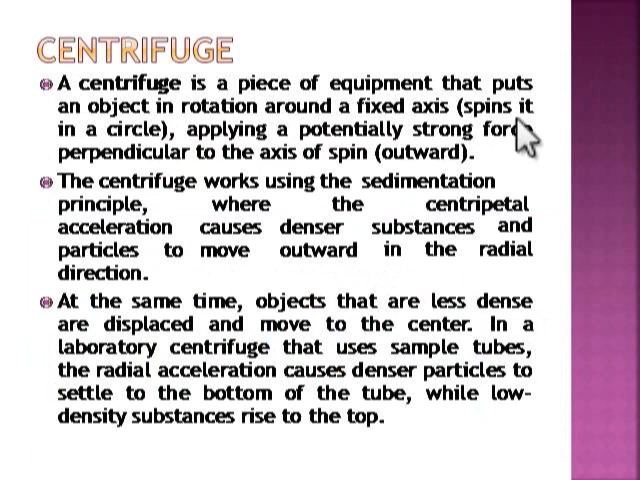 CENTRIFUGE
A centrifuge is a piece of equipment that puts
an object in rotation around a fixed axis (spins it
in a circle), applying a potentially strong force
perpendicular to the axis of spin (outward).
The centrifuge works using the sedimentation
principle, where the centripetal
acceleration causes denser substances and
particles to move outward in the radial
direction.
At the same time, objects that are less dense
are displaced and move to the center. In a
laboratory centrifuge that uses sample tubes,
the radial acceleration causes denser particles to
settle to the bottom of the tube, while low-
density substances rise to the top.